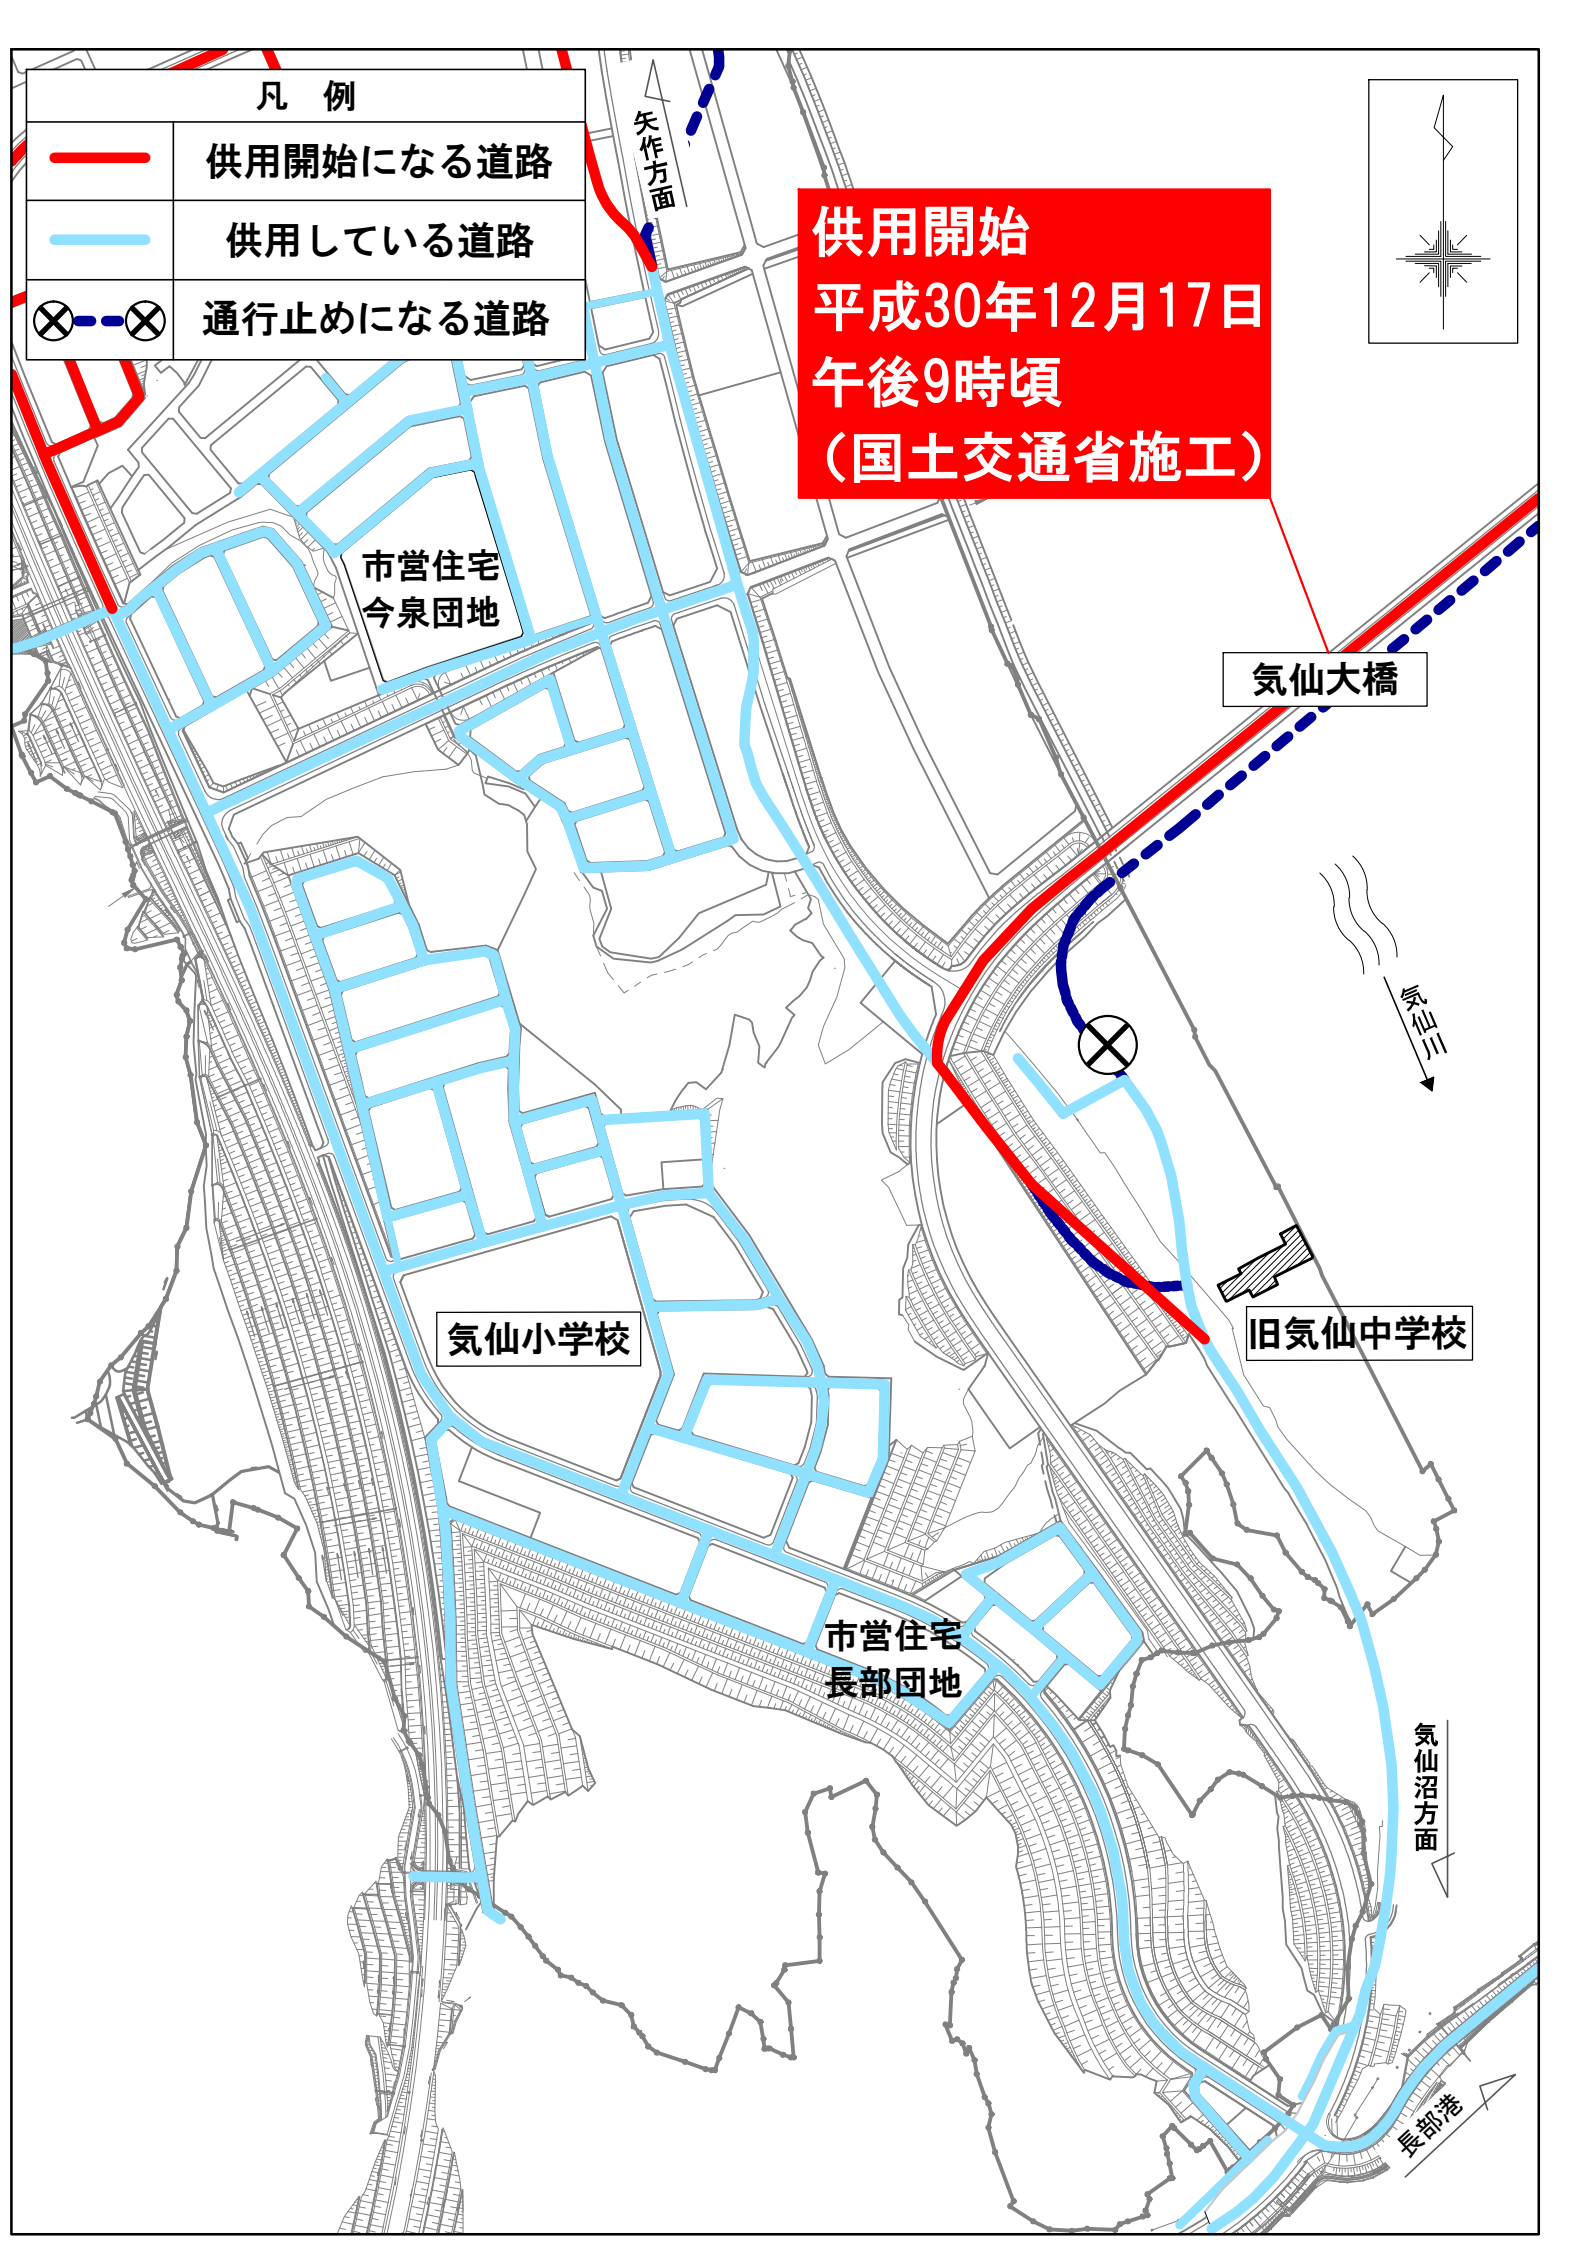 凡　例
供用開始になる道路
供用している道路
通行止めになる道路
矢作方面
供用開始
平成30年12月17日
午後9時頃
（国土交通省施工）
市営住宅
今泉団地
気仙大橋
気仙川
気仙小学校
旧気仙中学校
市営住宅
長部団地
気仙沼方面
長部港